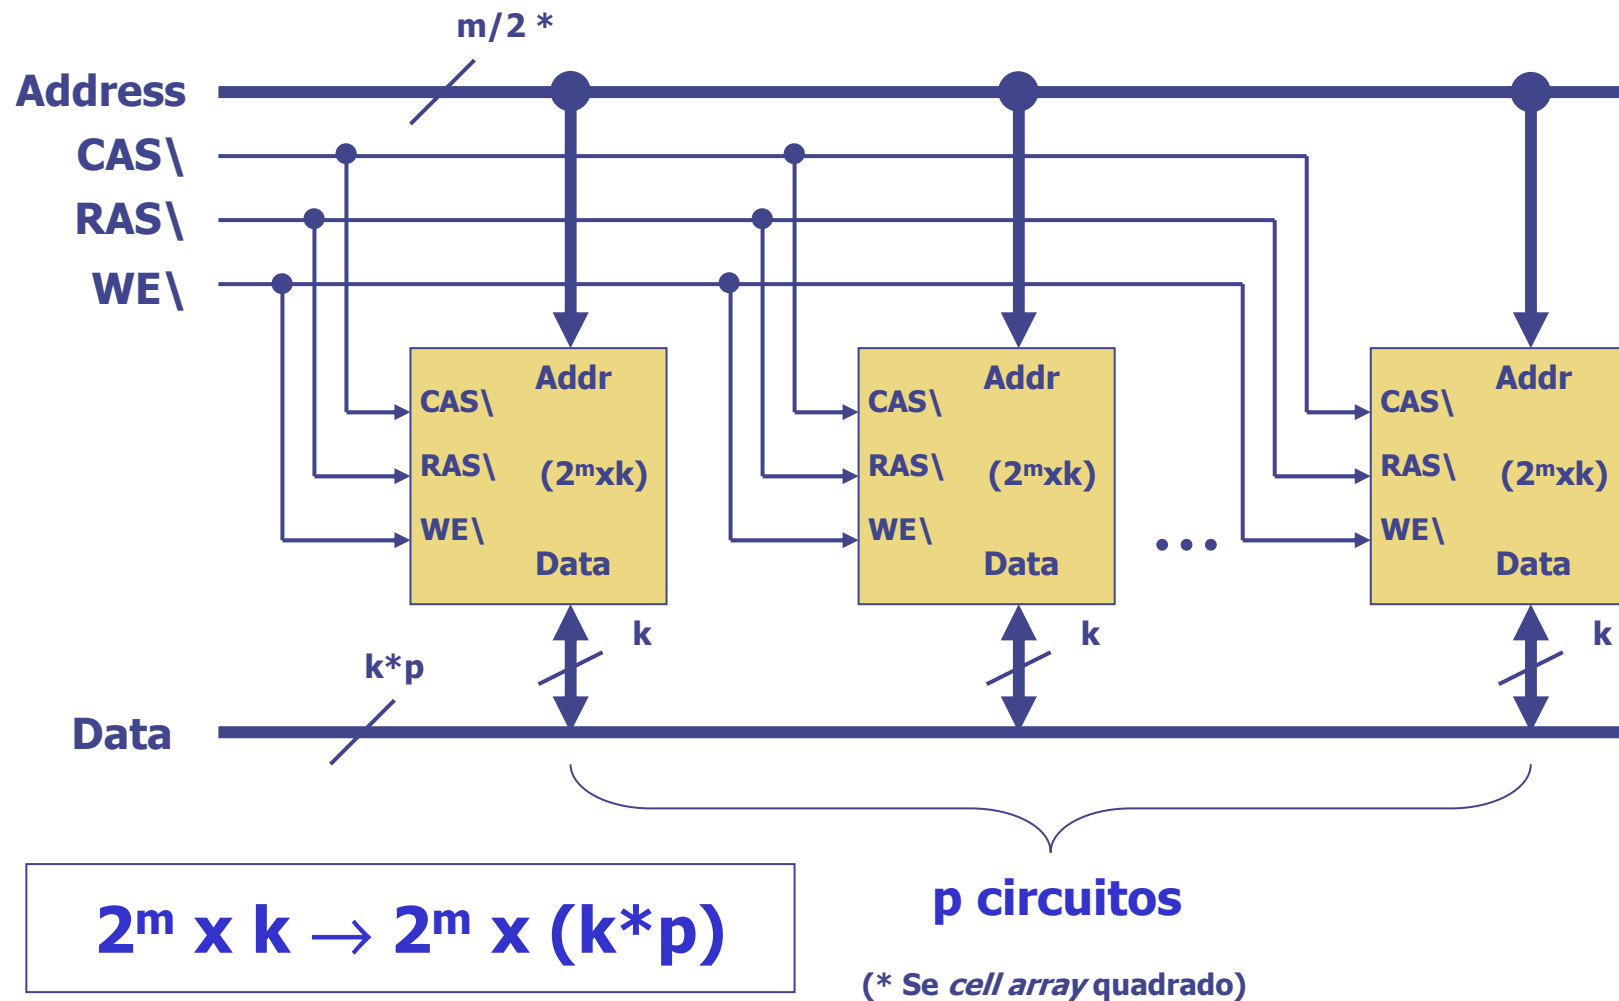 m/2 *
Address
CAS\
RAS\
WE\
Addr Addr Addr
CAS\ CAS\ CAS\
RAS\ (2ᵐxk) RAS\ (2ᵐxk) RAS\ (2ᵐxk)
WE\ WE\ ... WE\
Data Data Data
k k k
k*p
Data
p circuitos
2ᵐ x k → 2ᵐ x (k*p)
(* Se cell array quadrado)